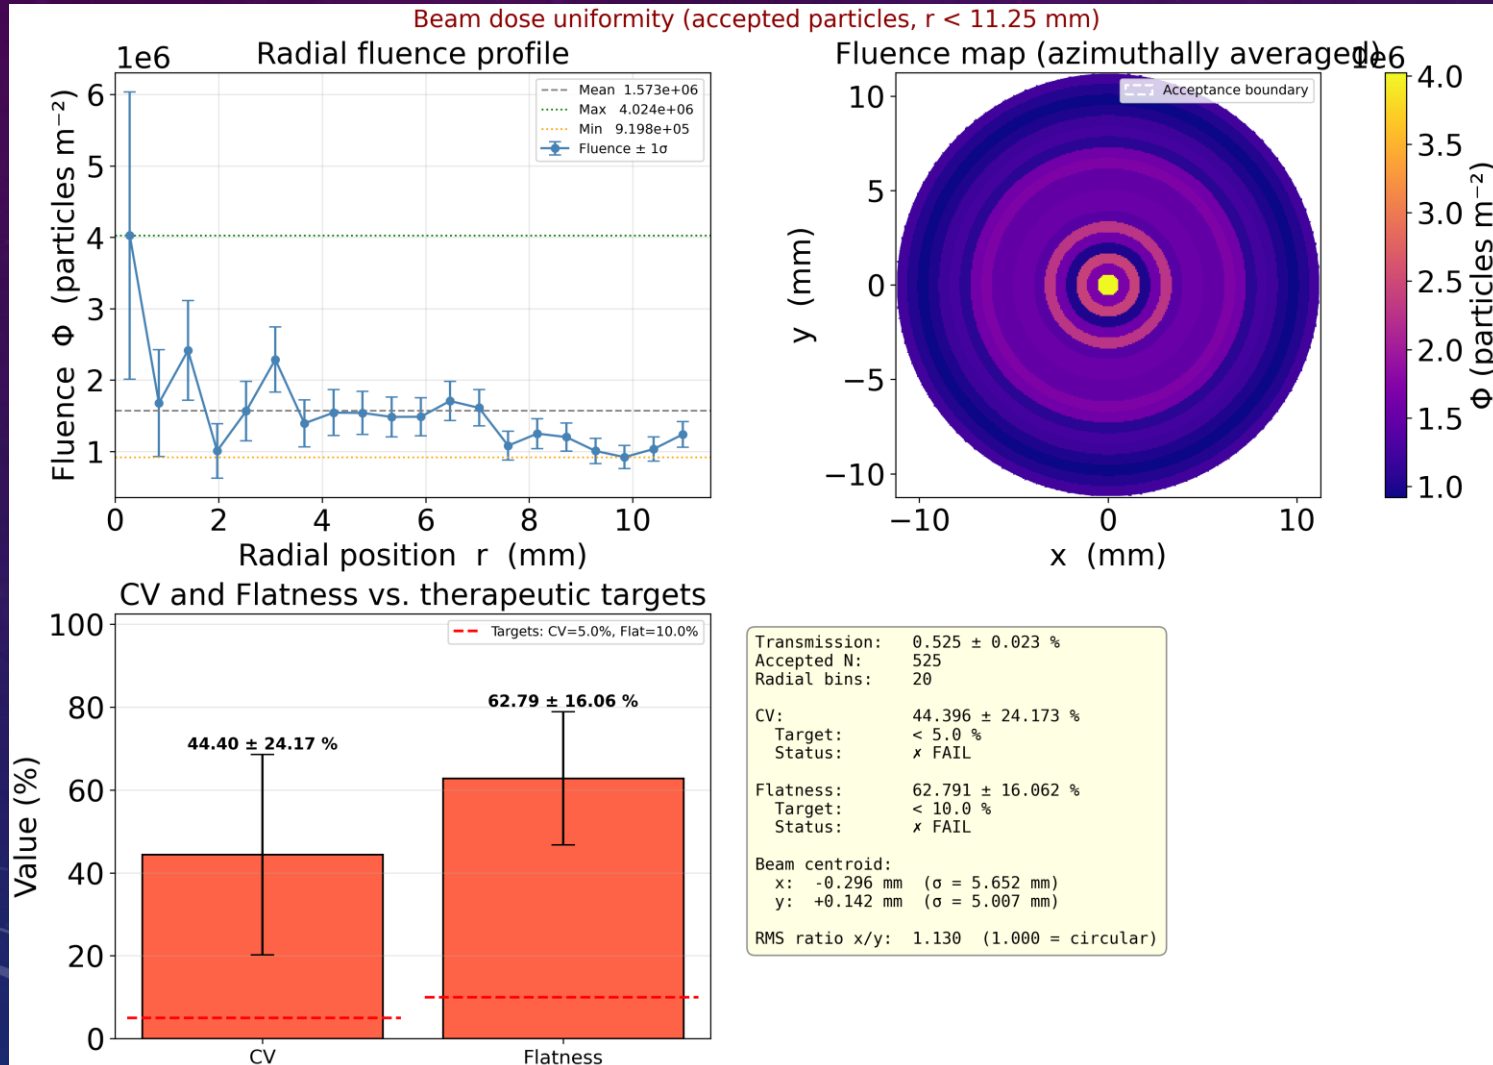 Beam dose uniformity (accepted particles, r < 11.25 mm)
Radial fluence profile
1e6
Mean 1.573e+06
Max 4.024e+06
Min 9.198e+05
Fluence ± 1σ
Fluence Φ (particles m⁻²)
6
5
4
3
2
1
0
2
4
6
8
10
Radial position r (mm)
Fluence map (azimuthally averaged)
1e6
Acceptance boundary
y (mm)
10
5
0
−5
−10
−10
0
10
x (mm)
4.0
3.5
3.0
2.5
2.0
1.5
1.0
Φ (particles m⁻²)
CV and Flatness vs. therapeutic targets
Targets: CV=5.0%, Flat=10.0%
Value (%)
100
80
60
40
20
0
44.40 ± 24.17 %
62.79 ± 16.06 %
CV
Flatness
Transmission: 0.525 ± 0.023 %
Accepted N: 525
Radial bins: 20
CV: 44.396 ± 24.173 %
Target: < 5.0 %
Status: ✗ FAIL
Flatness: 62.791 ± 16.062 %
Target: < 10.0 %
Status: ✗ FAIL
Beam centroid:
x: -0.296 mm (σ = 5.652 mm)
y: +0.142 mm (σ = 5.007 mm)
RMS ratio x/y: 1.130 (1.000 = circular)